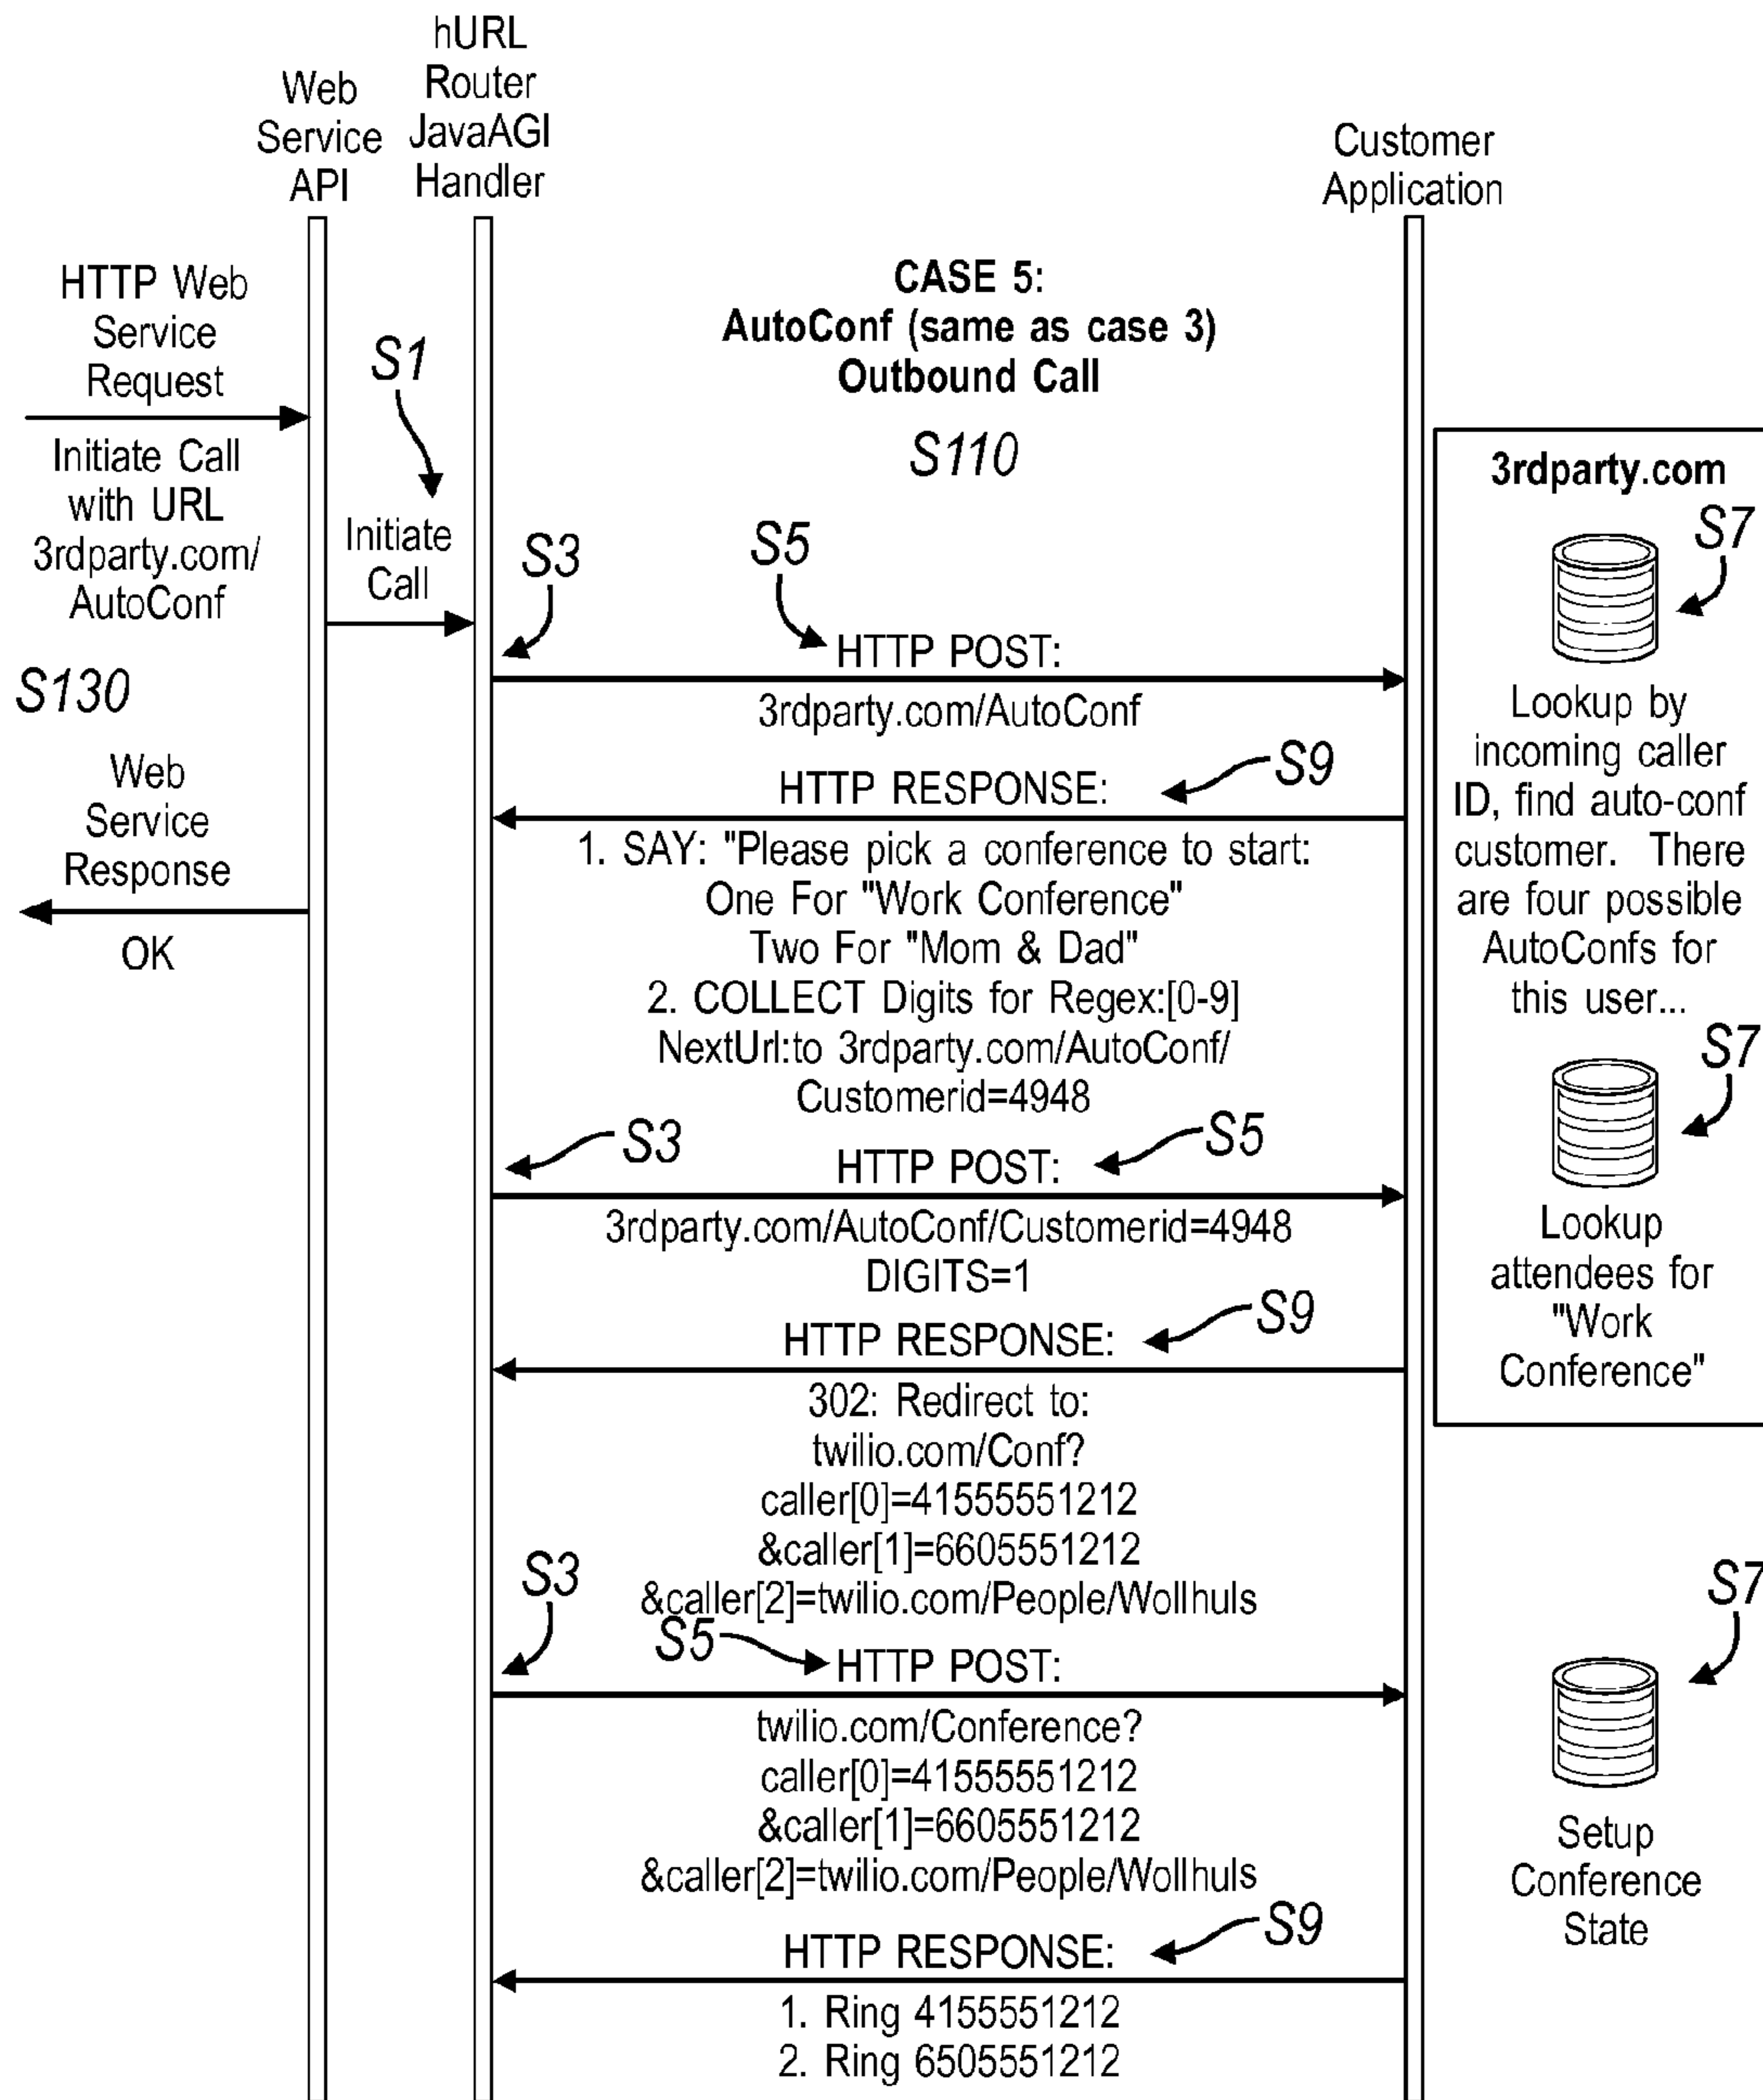 Web
Service
API
hURL
Router
JavaAGI
Handler
Customer
Application
HTTP Web
Service
Request
Initiate Call
with URL
3rdparty.com/
AutoConf
S130
Web
Service
Response
OK
S1
Initiate
Call
CASE 5:
AutoConf (same as case 3)
Outbound Call
S110
S3
S5
HTTP POST:
3rdparty.com/AutoConf
HTTP RESPONSE:
S9
1. SAY: "Please pick a conference to start:
One For "Work Conference"
Two For "Mom & Dad"
2. COLLECT Digits for Regex:[0-9]
NextUrl:to 3rdparty.com/AutoConf/
Customerid=4948
S3
HTTP POST:
S5
3rdparty.com/AutoConf/Customerid=4948
DIGITS=1
HTTP RESPONSE:
S9
302: Redirect to:
twilio.com/Conf?
caller[0]=41555551212
&caller[1]=6605551212
&caller[2]=twilio.com/People/Wollhuls
S3
S5
HTTP POST:
twilio.com/Conference?
caller[0]=41555551212
&caller[1]=6605551212
&caller[2]=twilio.com/People/Wollhuls
HTTP RESPONSE:
S9
1. Ring 4155551212
2. Ring 6505551212
3rdparty.com
S7
Lookup by
incoming caller
ID, find auto-conf
customer. There
are four possible
AutoConfs for
this user...
S7
Lookup
attendees for
"Work
Conference"
S7
Setup
Conference
State